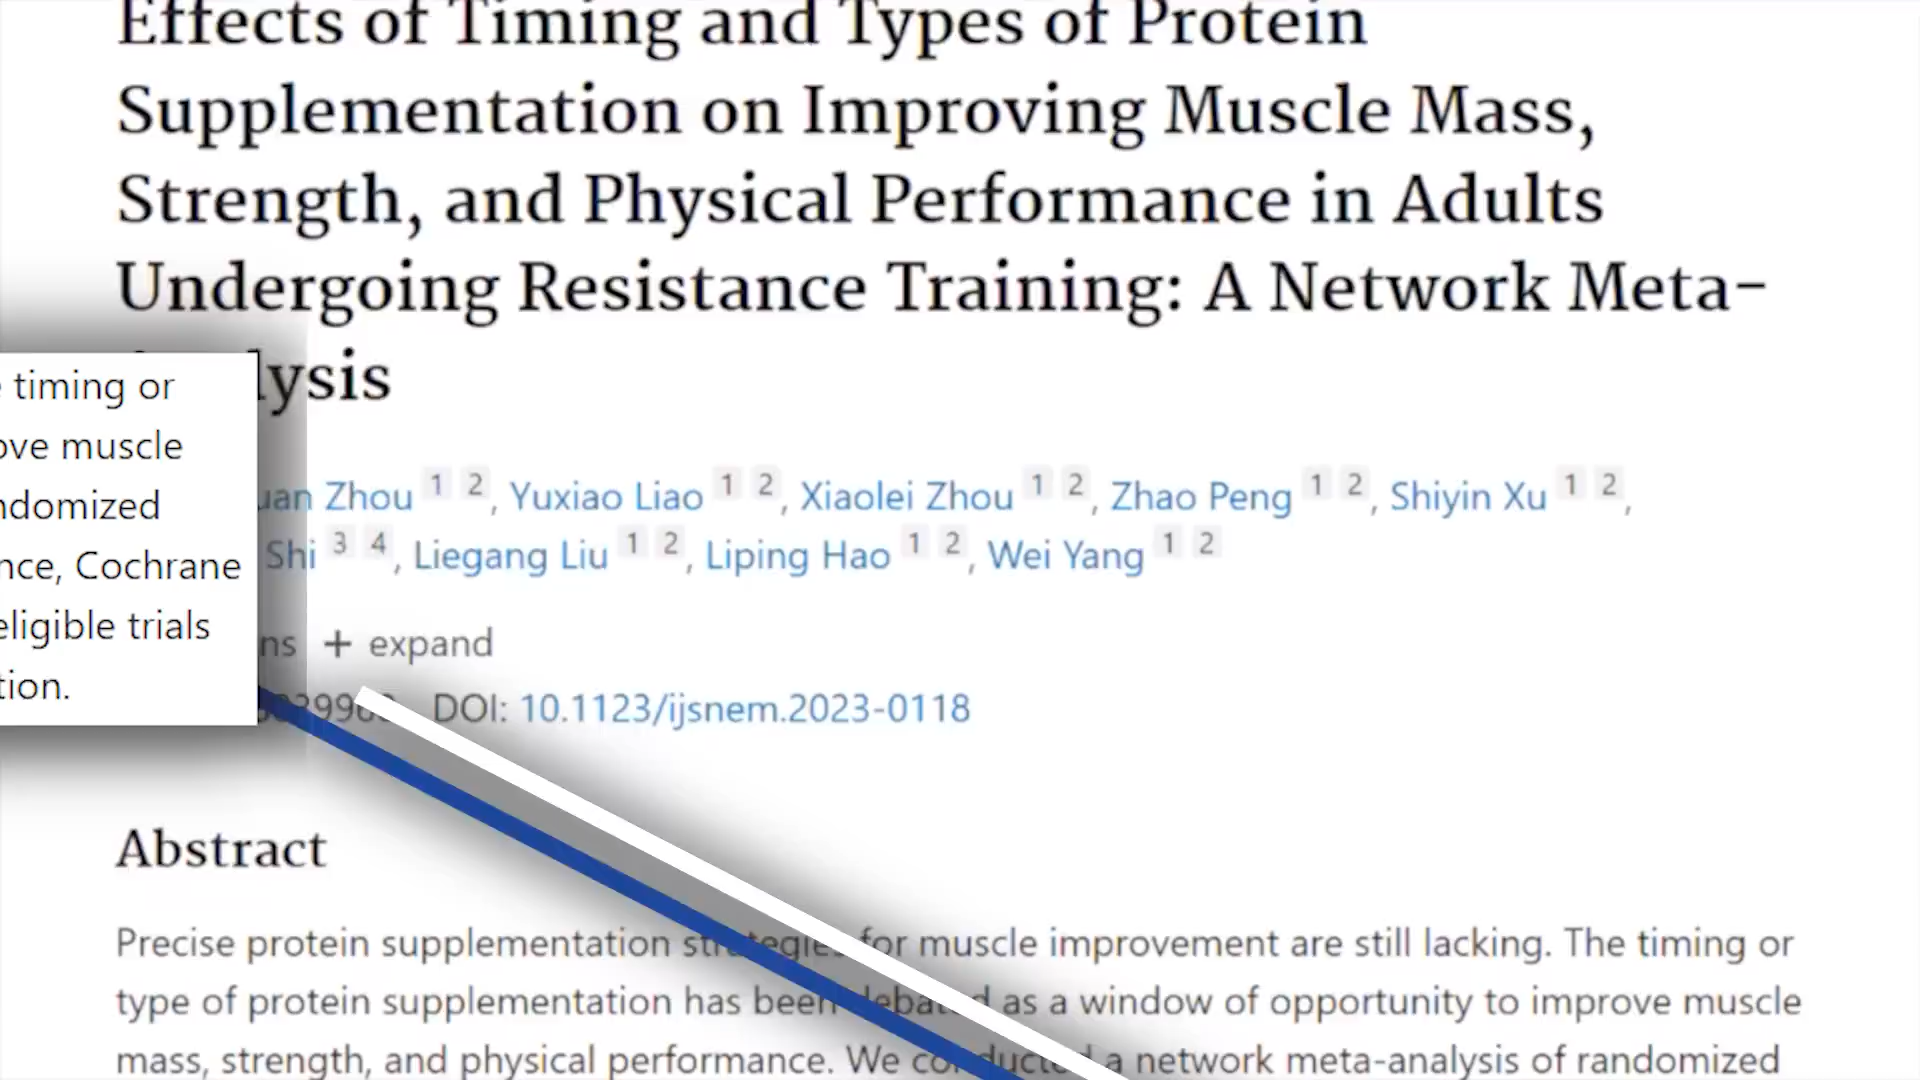 Effects of Timing and Types of Protein
Supplementation on Improving Muscle Mass,
Strength, and Physical Performance in Adults
Undergoing Resistance Training: A Network Meta-
lysis
timing or
ove muscle
ndomized
nce, Cochrane
eligible trials
tion.
uan Zhou 1 2, Yuxiao Liao 1 2, Xiaolei Zhou 1 2, Zhao Peng 1 2, Shiyin Xu 1 2,
Shi 3 4, Liegang Liu 1 2, Liping Hao 1 2, Wei Yang 1 2
ns + expand
DOI: 10.1123/ijsnem.2023-0118
Abstract
Precise protein supplementation strategies for muscle improvement are still lacking. The timing or
type of protein supplementation has been debated as a window of opportunity to improve muscle
mass, strength, and physical performance. We conducted a network meta-analysis of randomized